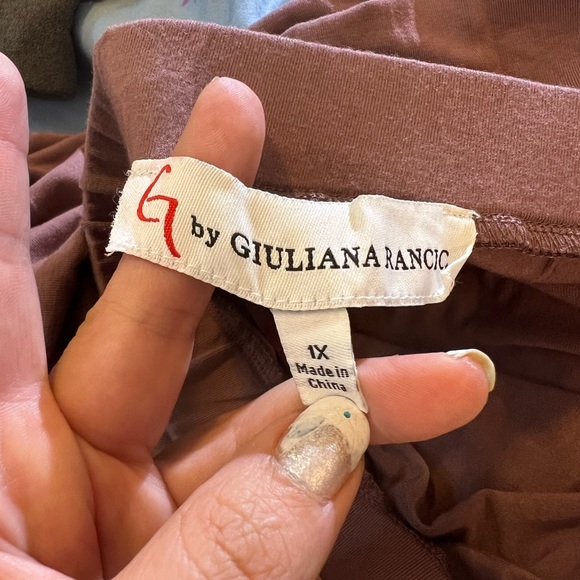 G by GIULIANA RANCIC
1X
Made in
China